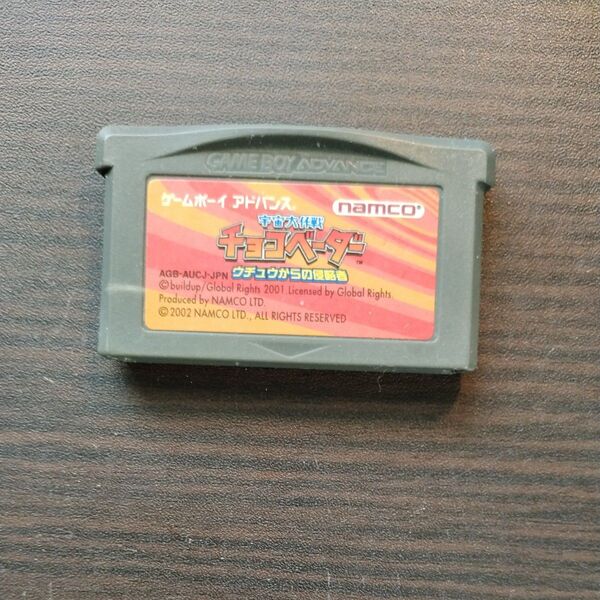 GAME BOY ADVANCE
ゲームボーイ アドバンス
namco
宇宙大作戦
チョコベーダー™
ウチュウからの侵略者
AGB-AUCJ-JPN
©buildup/Global Rights 2001.Licensed by Global Rights.
Produced by NAMCO LTD.
©2002 NAMCO LTD., ALL RIGHTS RESERVED